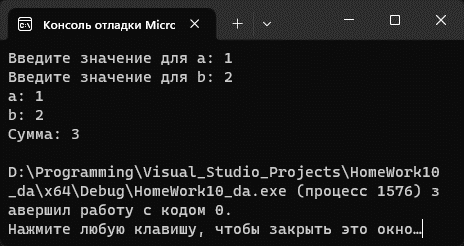 Консоль отладки Micrc
Введите значение для a: 1
Введите значение для b: 2
a: 1
b: 2
Сумма: 3
D:\Programming\Visual_Studio_Projects\HomeWork10
_da\x64\Debug\HomeWork10_da.exe (процесс 1576) з
авершил работу с кодом 0.
Нажмите любую клавишу, чтобы закрыть это окно…